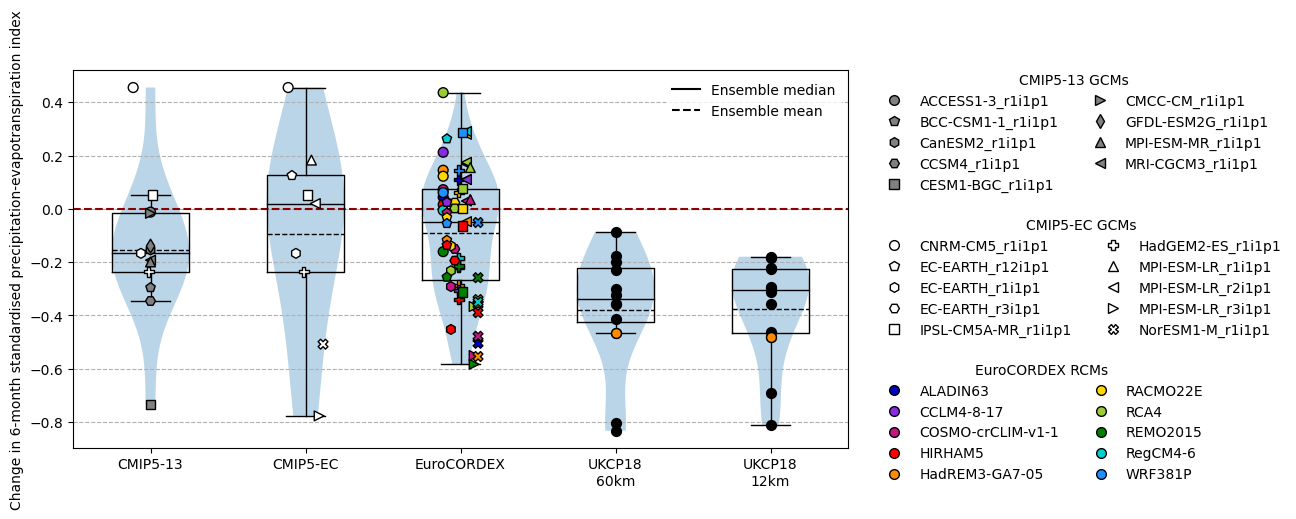 Change in 6-month standardised precipitation-evapotranspiration index
0.4
0.2
0.0
−0.2
−0.4
−0.6
−0.8
CMIP5-13
CMIP5-EC
EuroCORDEX
UKCP18
60km
UKCP18
12km
Ensemble median
Ensemble mean
CMIP5-13 GCMs
ACCESS1-3_r1i1p1
BCC-CSM1-1_r1i1p1
CanESM2_r1i1p1
CCSM4_r1i1p1
CESM1-BGC_r1i1p1
CMCC-CM_r1i1p1
GFDL-ESM2G_r1i1p1
MPI-ESM-MR_r1i1p1
MRI-CGCM3_r1i1p1
CMIP5-EC GCMs
CNRM-CM5_r1i1p1
EC-EARTH_r12i1p1
EC-EARTH_r1i1p1
EC-EARTH_r3i1p1
IPSL-CM5A-MR_r1i1p1
HadGEM2-ES_r1i1p1
MPI-ESM-LR_r1i1p1
MPI-ESM-LR_r2i1p1
MPI-ESM-LR_r3i1p1
NorESM1-M_r1i1p1
EuroCORDEX RCMs
ALADIN63
CCLM4-8-17
COSMO-crCLIM-v1-1
HIRHAM5
HadREM3-GA7-05
RACMO22E
RCA4
REMO2015
RegCM4-6
WRF381P